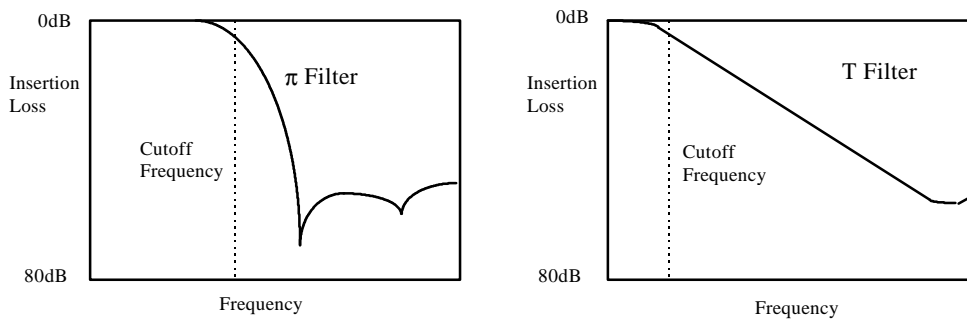 0dB
Insertion
Loss
π Filter
Cutoff
Frequency
80dB
Frequency
0dB
Insertion
Loss
T Filter
Cutoff
Frequency
80dB
Frequency